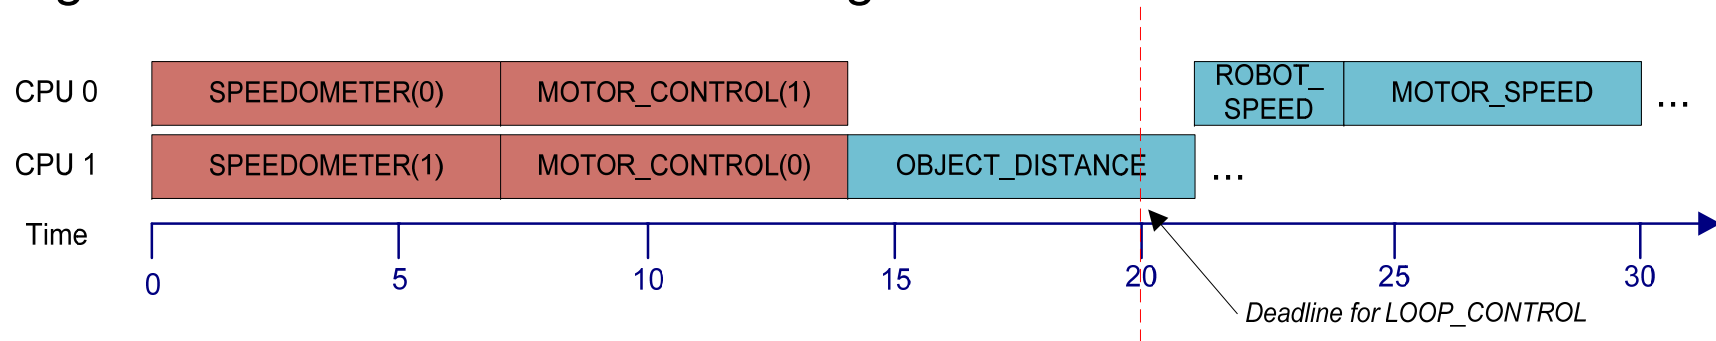 CPU 0
SPEEDOMETER(0)
MOTOR_CONTROL(1)
ROBOT_
SPEED
MOTOR_SPEED
...
CPU 1
SPEEDOMETER(1)
MOTOR_CONTROL(0)
OBJECT_DISTANCE
...
Time
0
5
10
15
20
25
30
Deadline for LOOP_CONTROL